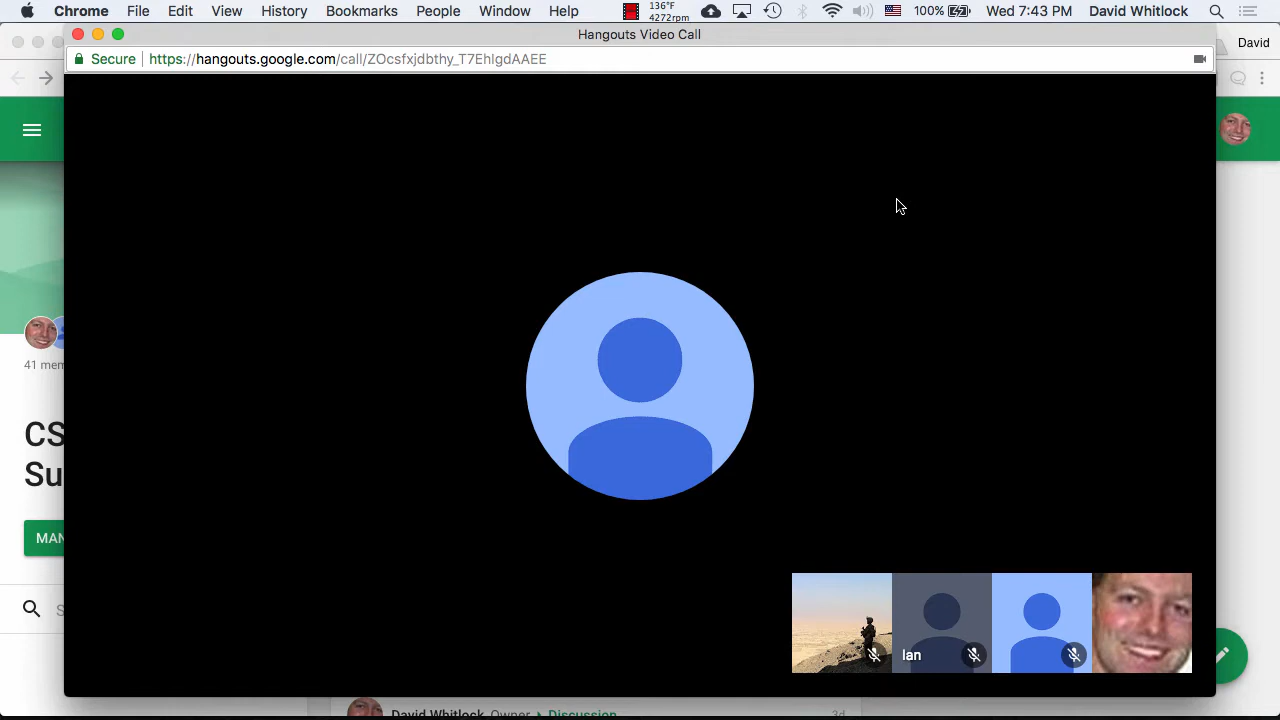 Chrome File Edit View History Bookmarks People Window Help 136°F 4272rpm 100% Wed 7:43 PM David Whitlock
Hangouts Video Call
David
Secure https://hangouts.google.com/call/ZOcsfxjdbthy_T7EhIgdAAEE
41 mem
CS
Su
MAN
S
Ian
David Whitlock Owner Discussion 3d